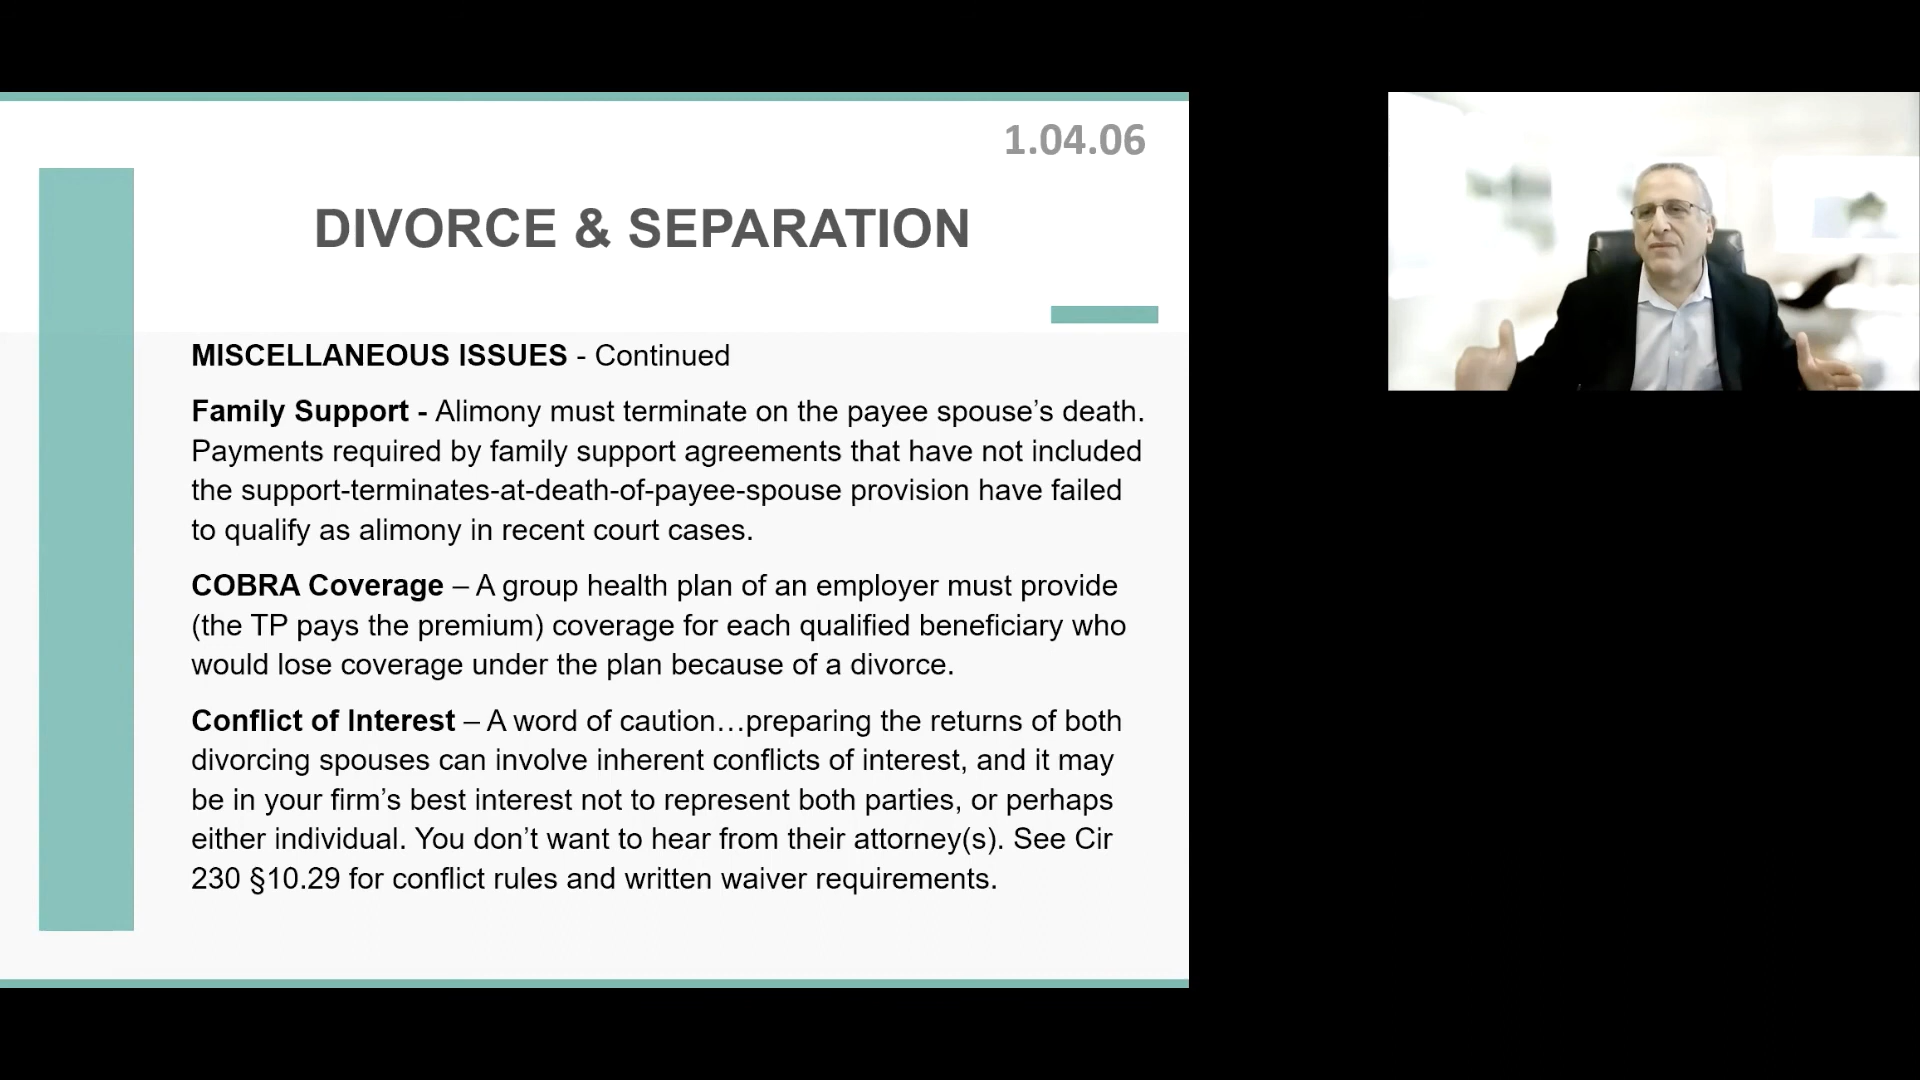 1.04.06
DIVORCE & SEPARATION
MISCELLANEOUS ISSUES - Continued
Family Support - Alimony must terminate on the payee spouse’s death.
Payments required by family support agreements that have not included
the support-terminates-at-death-of-payee-spouse provision have failed
to qualify as alimony in recent court cases.
COBRA Coverage – A group health plan of an employer must provide
(the TP pays the premium) coverage for each qualified beneficiary who
would lose coverage under the plan because of a divorce.
Conflict of Interest – A word of caution…preparing the returns of both
divorcing spouses can involve inherent conflicts of interest, and it may
be in your firm’s best interest not to represent both parties, or perhaps
either individual. You don’t want to hear from their attorney(s). See Cir
230 §10.29 for conflict rules and written waiver requirements.